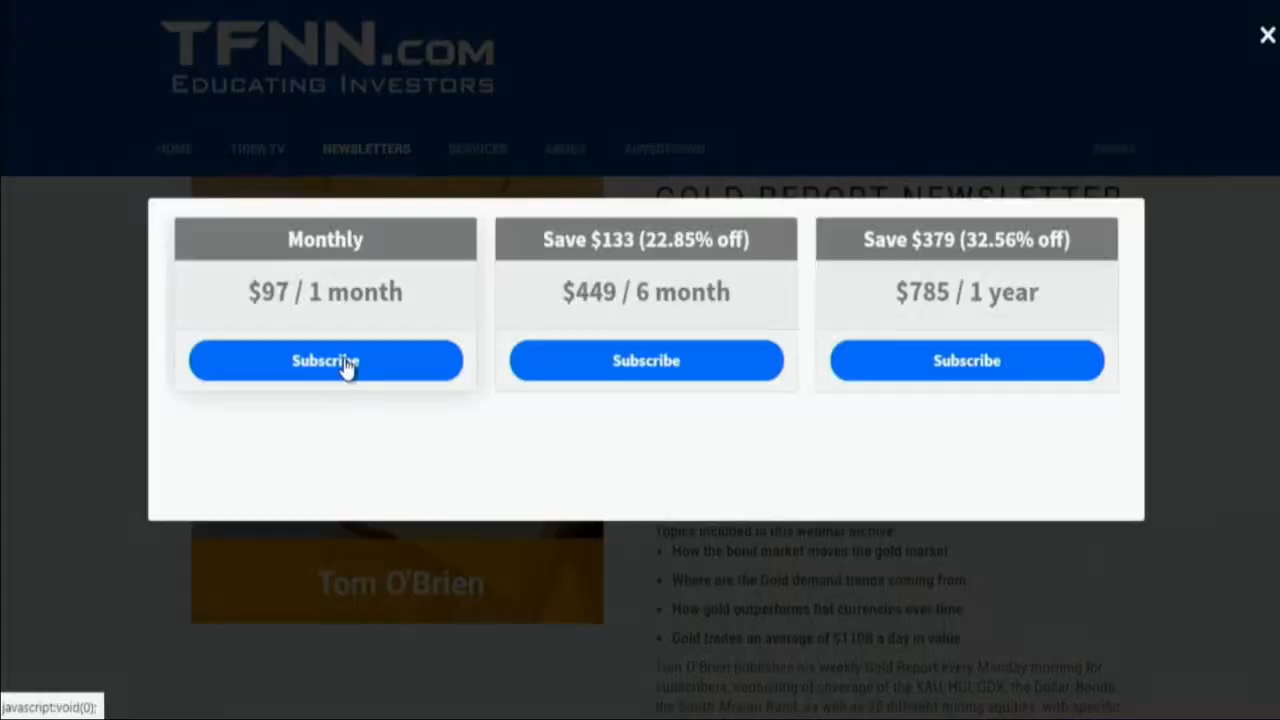 TFNN.COM
EDUCATING INVESTORS
HOME TIGER TV NEWSLETTERS SERVICES ABOUT ADVERTISING
GOLD REPORT NEWSLETTER
Monthly
$97 / 1 month
Subscribe
Save $133 (22.85% off)
$449 / 6 month
Subscribe
Save $379 (32.56% off)
$785 / 1 year
Subscribe
Tom O'Brien
Topics included in this webinar archive:
• How the bond market moves the gold market
• Where are the Gold demand trends coming from
• How gold outperforms fiat currencies over time
• Gold trades an average of $110B a day in value
Tom O'Brien publishes his weekly Gold Report every Monday morning for
subscribers, consisting of coverage of the XAU, HUI, GDX, the Dollar, Bonds,
the South African Rand, as well as different mining equities, with specific
javascript:void(0);